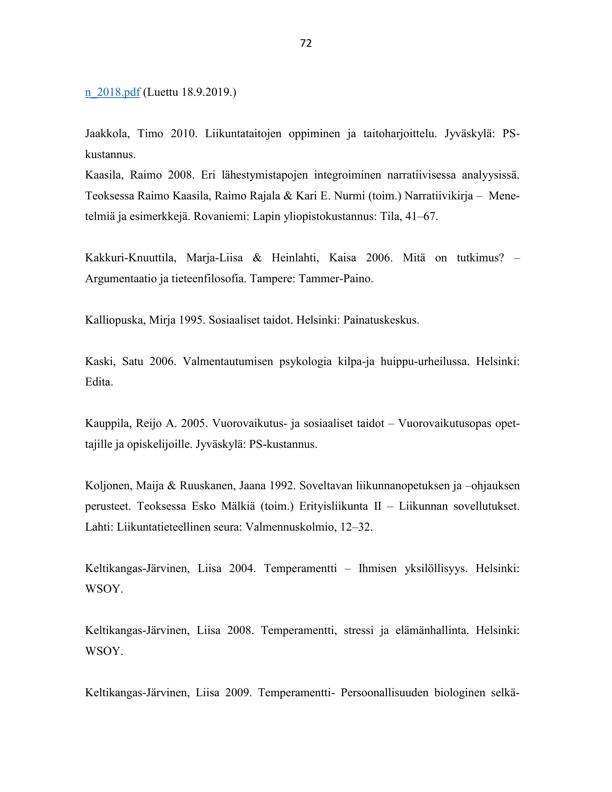 72
n_2018.pdf (Luettu 18.9.2019.)
Jaakkola, Timo 2010. Liikuntataitojen oppiminen ja taitoharjoittelu. Jyväskylä: PS-
kustannus.
Kaasila, Raimo 2008. Eri lähestymistapojen integroiminen narratiivisessa analyysissä.
Teoksessa Raimo Kaasila, Raimo Rajala & Kari E. Nurmi (toim.) Narratiivikirja – Mene-
telmiä ja esimerkkejä. Rovaniemi: Lapin yliopistokustannus: Tila, 41–67.
Kakkuri-Knuuttila, Marja-Liisa & Heinlahti, Kaisa 2006. Mitä on tutkimus? –
Argumentaatio ja tieteenfilosofia. Tampere: Tammer-Paino.
Kalliopuska, Mirja 1995. Sosiaaliset taidot. Helsinki: Painatuskeskus.
Kaski, Satu 2006. Valmentautumisen psykologia kilpa-ja huippu-urheilussa. Helsinki:
Edita.
Kauppila, Reijo A. 2005. Vuorovaikutus- ja sosiaaliset taidot – Vuorovaikutusopas opet-
tajille ja opiskelijoille. Jyväskylä: PS-kustannus.
Koljonen, Maija & Ruuskanen, Jaana 1992. Soveltavan liikunnanopetuksen ja –ohjauksen
perusteet. Teoksessa Esko Mälkiä (toim.) Erityisliikunta II – Liikunnan sovellutukset.
Lahti: Liikuntatieteellinen seura: Valmennuskolmio, 12–32.
Keltikangas-Järvinen, Liisa 2004. Temperamentti – Ihmisen yksilöllisyys. Helsinki:
WSOY.
Keltikangas-Järvinen, Liisa 2008. Temperamentti, stressi ja elämänhallinta. Helsinki:
WSOY.
Keltikangas-Järvinen, Liisa 2009. Temperamentti- Persoonallisuuden biologinen selkä-